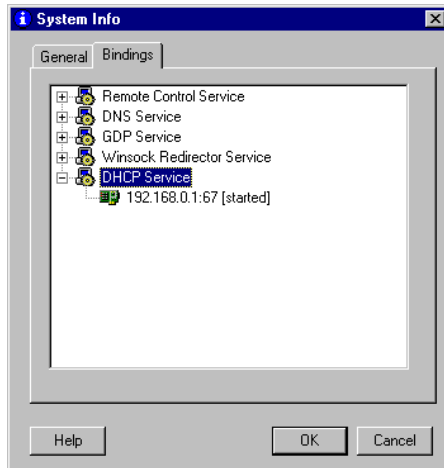 System Info
General Bindings
Remote Control Service
DNS Service
GDP Service
Winsock Redirector Service
DHCP Service
192.168.0.1:67 [started]
Help OK Cancel